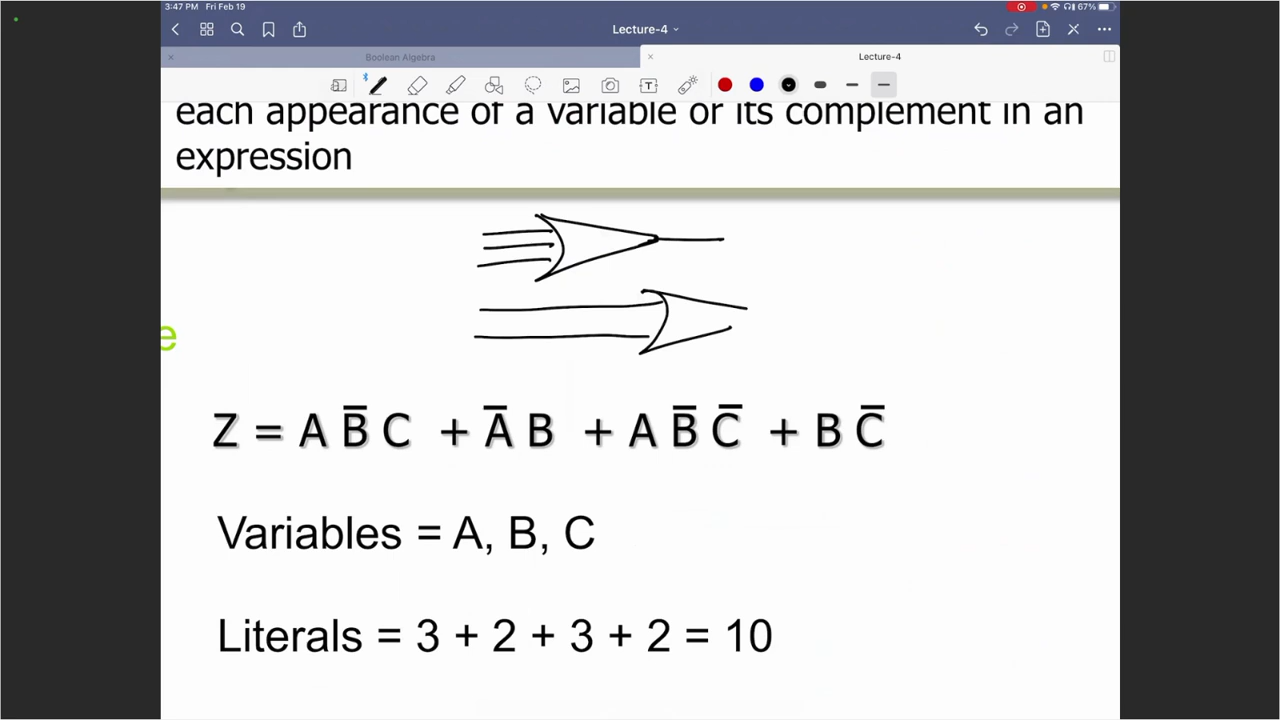 3:47 PM Fri Feb 19
67%
Lecture-4
Boolean Algebra
Lecture-4
T
each appearance of a variable or its complement in an
expression
e
Z = A B̅ C + A̅ B + A B̅ C̅ + B C̅
Variables = A, B, C
Literals = 3 + 2 + 3 + 2 = 10